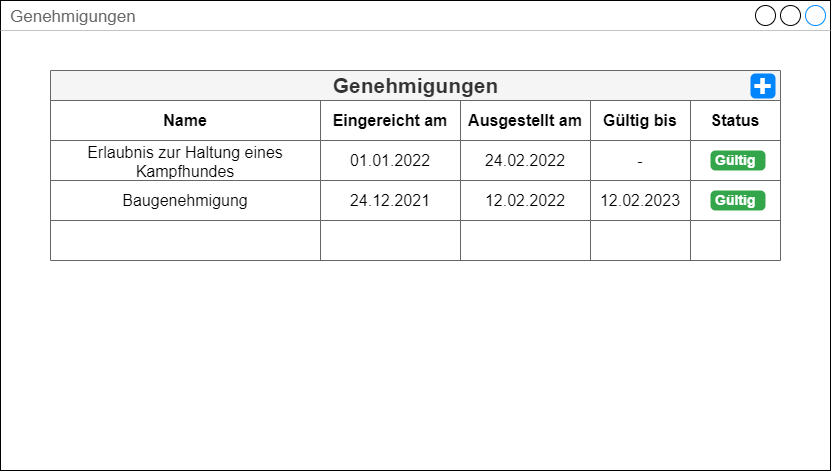 Genehmigungen
Genehmigungen
Name Eingereicht am Ausgestellt am Gültig bis Status
Erlaubnis zur Haltung eines
Kampfhundes 01.01.2022 24.02.2022 - Gültig
Baugenehmigung 24.12.2021 12.02.2022 12.02.2023 Gültig